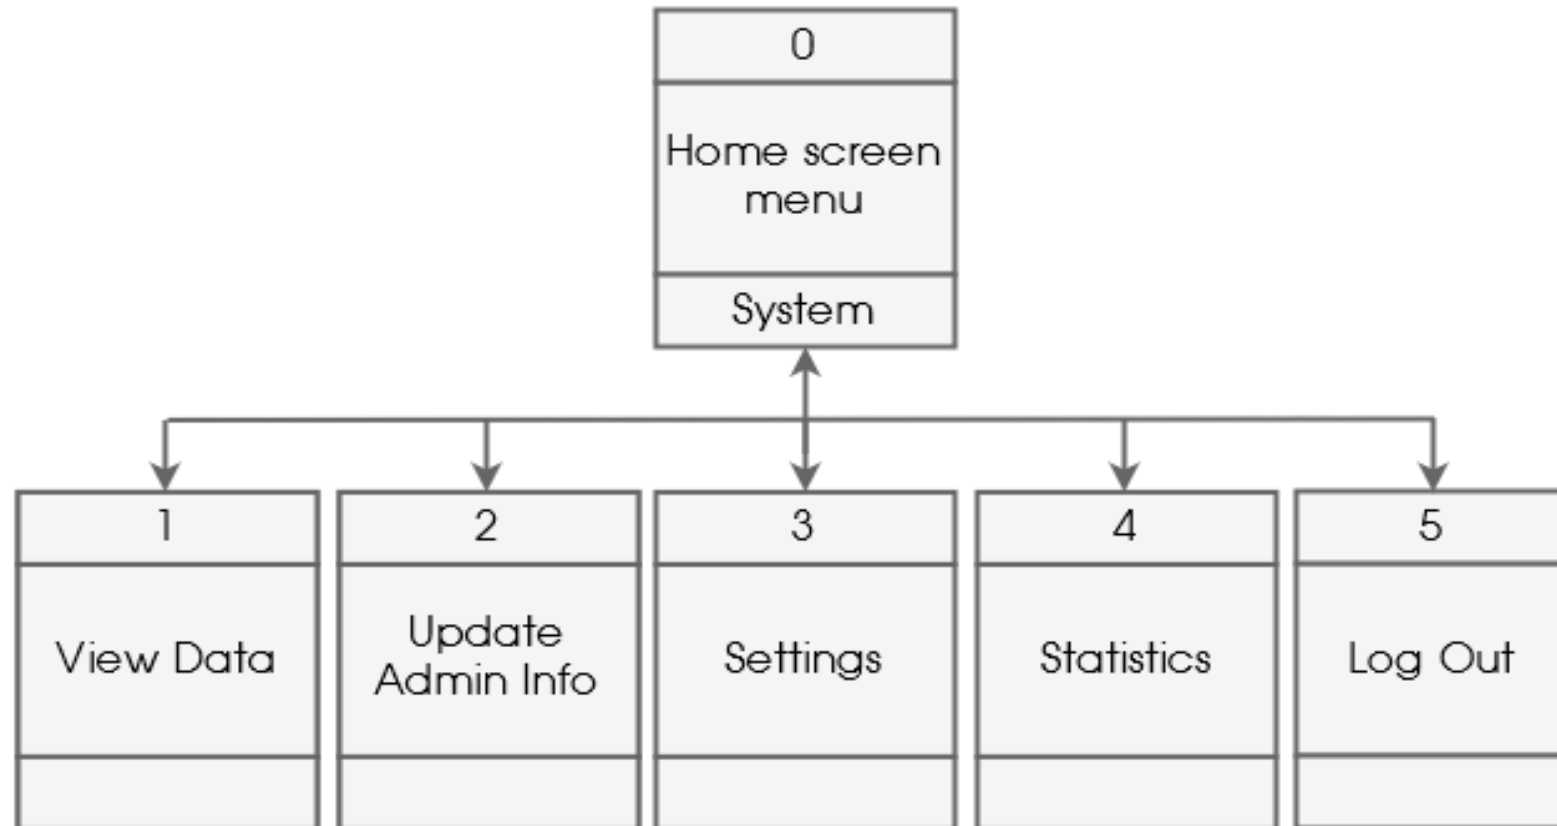 0
Home screen
menu
System
1
View Data
2
Update
Admin Info
3
Settings
4
Statistics
5
Log Out